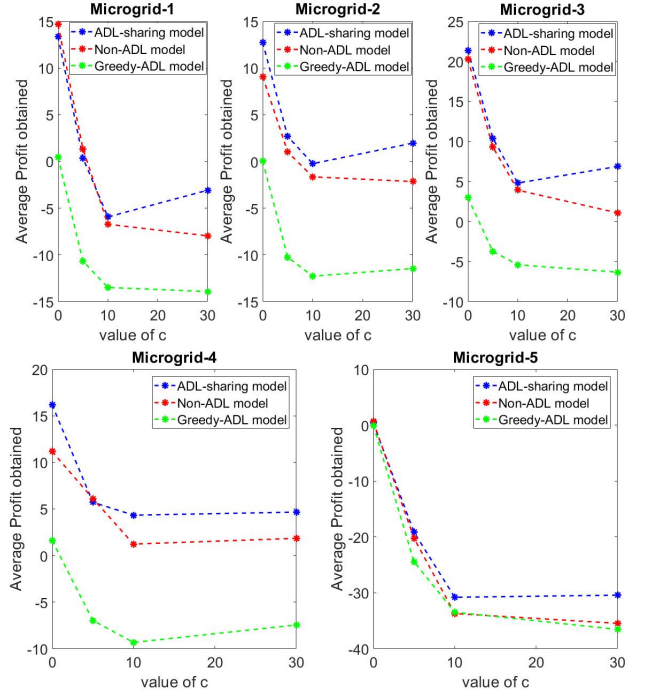 Microgrid-1
Microgrid-2
Microgrid-3
ADL-sharing model
Non-ADL model
Greedy-ADL model
ADL-sharing model
Non-ADL model
Greedy-ADL model
ADL-sharing model
Non-ADL model
Greedy-ADL model
Average Profit obtained
15
10
5
0
-5
-10
-15
0 10 20 30
value of c
Average Profit obtained
15
10
5
0
-5
-10
-15
0 10 20 30
value of c
Average Profit obtained
25
20
15
10
5
0
-5
-10
0 10 20 30
value of c
Microgrid-4
ADL-sharing model
Non-ADL model
Greedy-ADL model
Average Profit obtained
20
15
10
5
0
-5
-10
0 10 20 30
value of c
Microgrid-5
ADL-sharing model
Non-ADL model
Greedy-ADL model
Average Profit obtained
10
0
-10
-20
-30
-40
0 10 20 30
value of c